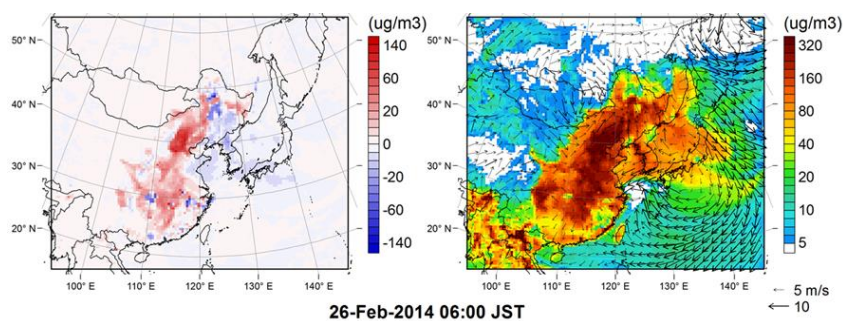 (ug/m3)
140
60
20
0
-20
-60
-140
50° N
40° N
30° N
20° N
100° E
110° E
120° E
130° E
140° E
(ug/m3)
320
160
80
40
20
10
5
50° N
40° N
30° N
20° N
100° E
110° E
120° E
130° E
140° E
5 m/s
10
26-Feb-2014 06:00 JST